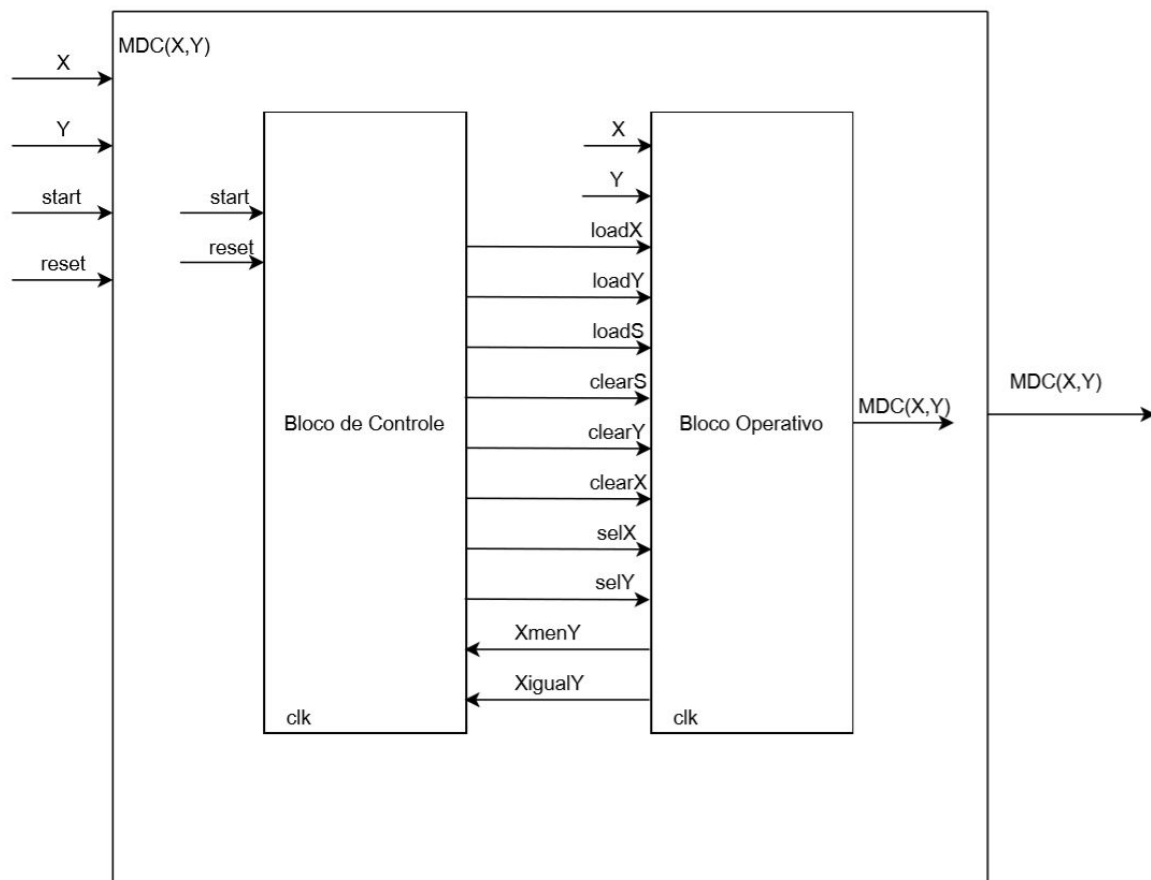 MDC(X,Y)
X
Y
start
reset
start
reset
Bloco de Controle
clk
X
Y
loadX
loadY
loadS
clearS
clearY
clearX
selX
selY
XmenY
XigualY
Bloco Operativo
clk
MDC(X,Y)
MDC(X,Y)